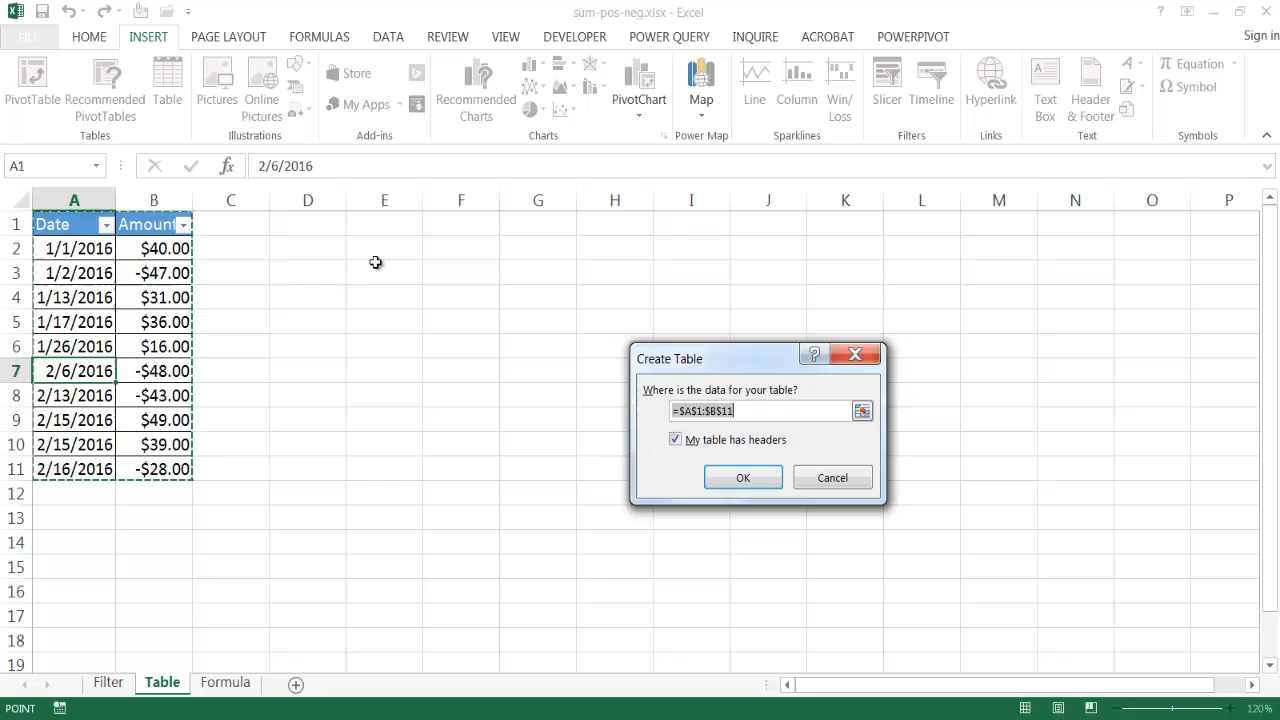 sum-pos-neg.xlsx - Excel
FILE HOME INSERT PAGE LAYOUT FORMULAS DATA REVIEW VIEW DEVELOPER POWER QUERY INQUIRE ACROBAT POWERPIVOT Sign in
PivotTable Recommended PivotTables Table
Tables
Pictures Online Pictures
Illustrations
Store
My Apps
Add-ins
Recommended Charts
PivotChart
Charts
Map
Power Map
Line Column Win/Loss
Sparklines
Slicer Timeline
Filters
Hyperlink
Links
Text Box Header & Footer
Text
Equation
Symbol
Symbols
A1 fx 2/6/2016
A B C D E F G H I J K L M N O P
1 Date Amount
2 1/1/2016 $40.00
3 1/2/2016 -$47.00
4 1/13/2016 $31.00
5 1/17/2016 $36.00
6 1/26/2016 $16.00
7 2/6/2016 -$48.00
8 2/13/2016 -$43.00
9 2/15/2016 $49.00
10 2/15/2016 $39.00
11 2/16/2016 -$28.00
12
13
14
15
16
17
18
19
Create Table
Where is the data for your table?
=$A$1:$B$11
My table has headers
OK Cancel
Filter Table Formula
POINT 120%